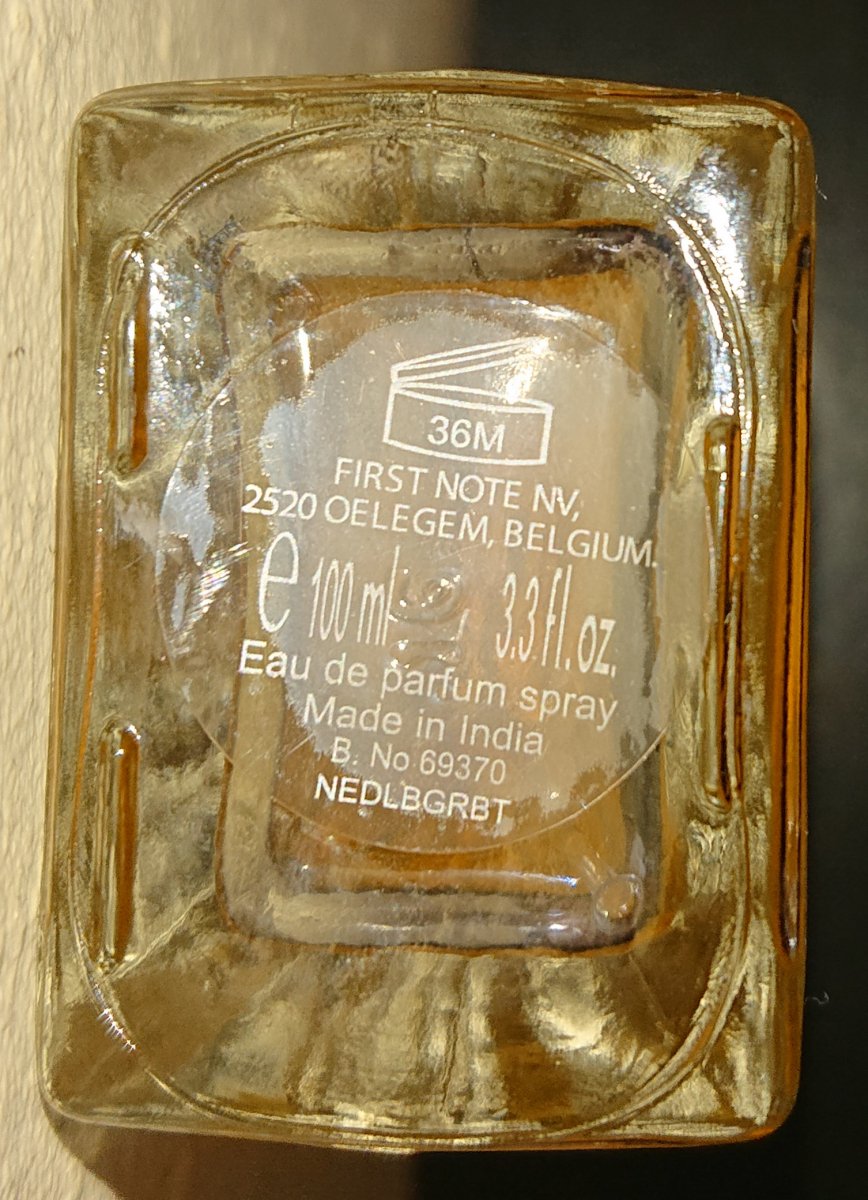 36M
FIRST NOTE NV,
2520 OELEGEM, BELGIUM.
e 100 ml 3.3.fl.oz.
Eau de parfum spray
Made in India
B. No 69370
NEDLBGRBT